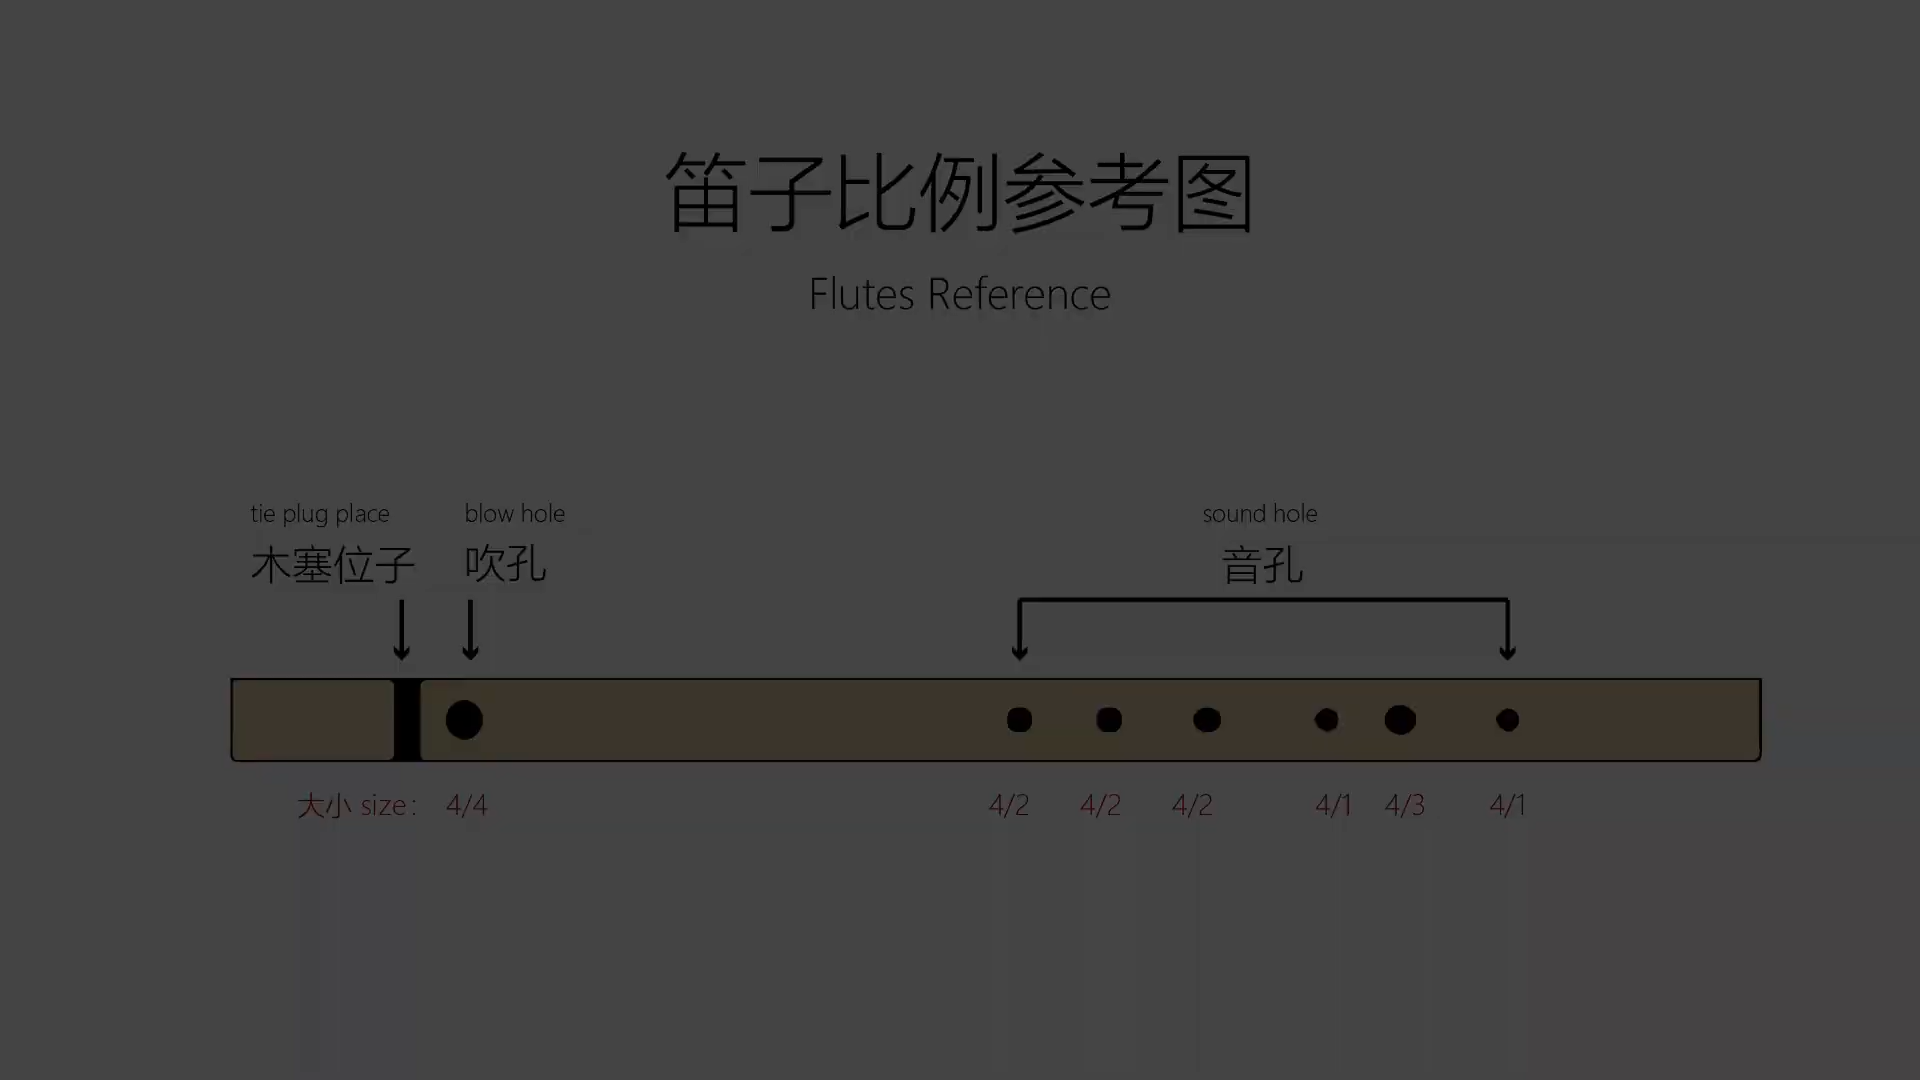 笛子比例参考图
Flutes Reference
tie plug place
blow hole
sound hole
木塞位子
吹孔
音孔
大小 size: 4/4 4/2 4/2 4/2 4/1 4/3 4/1